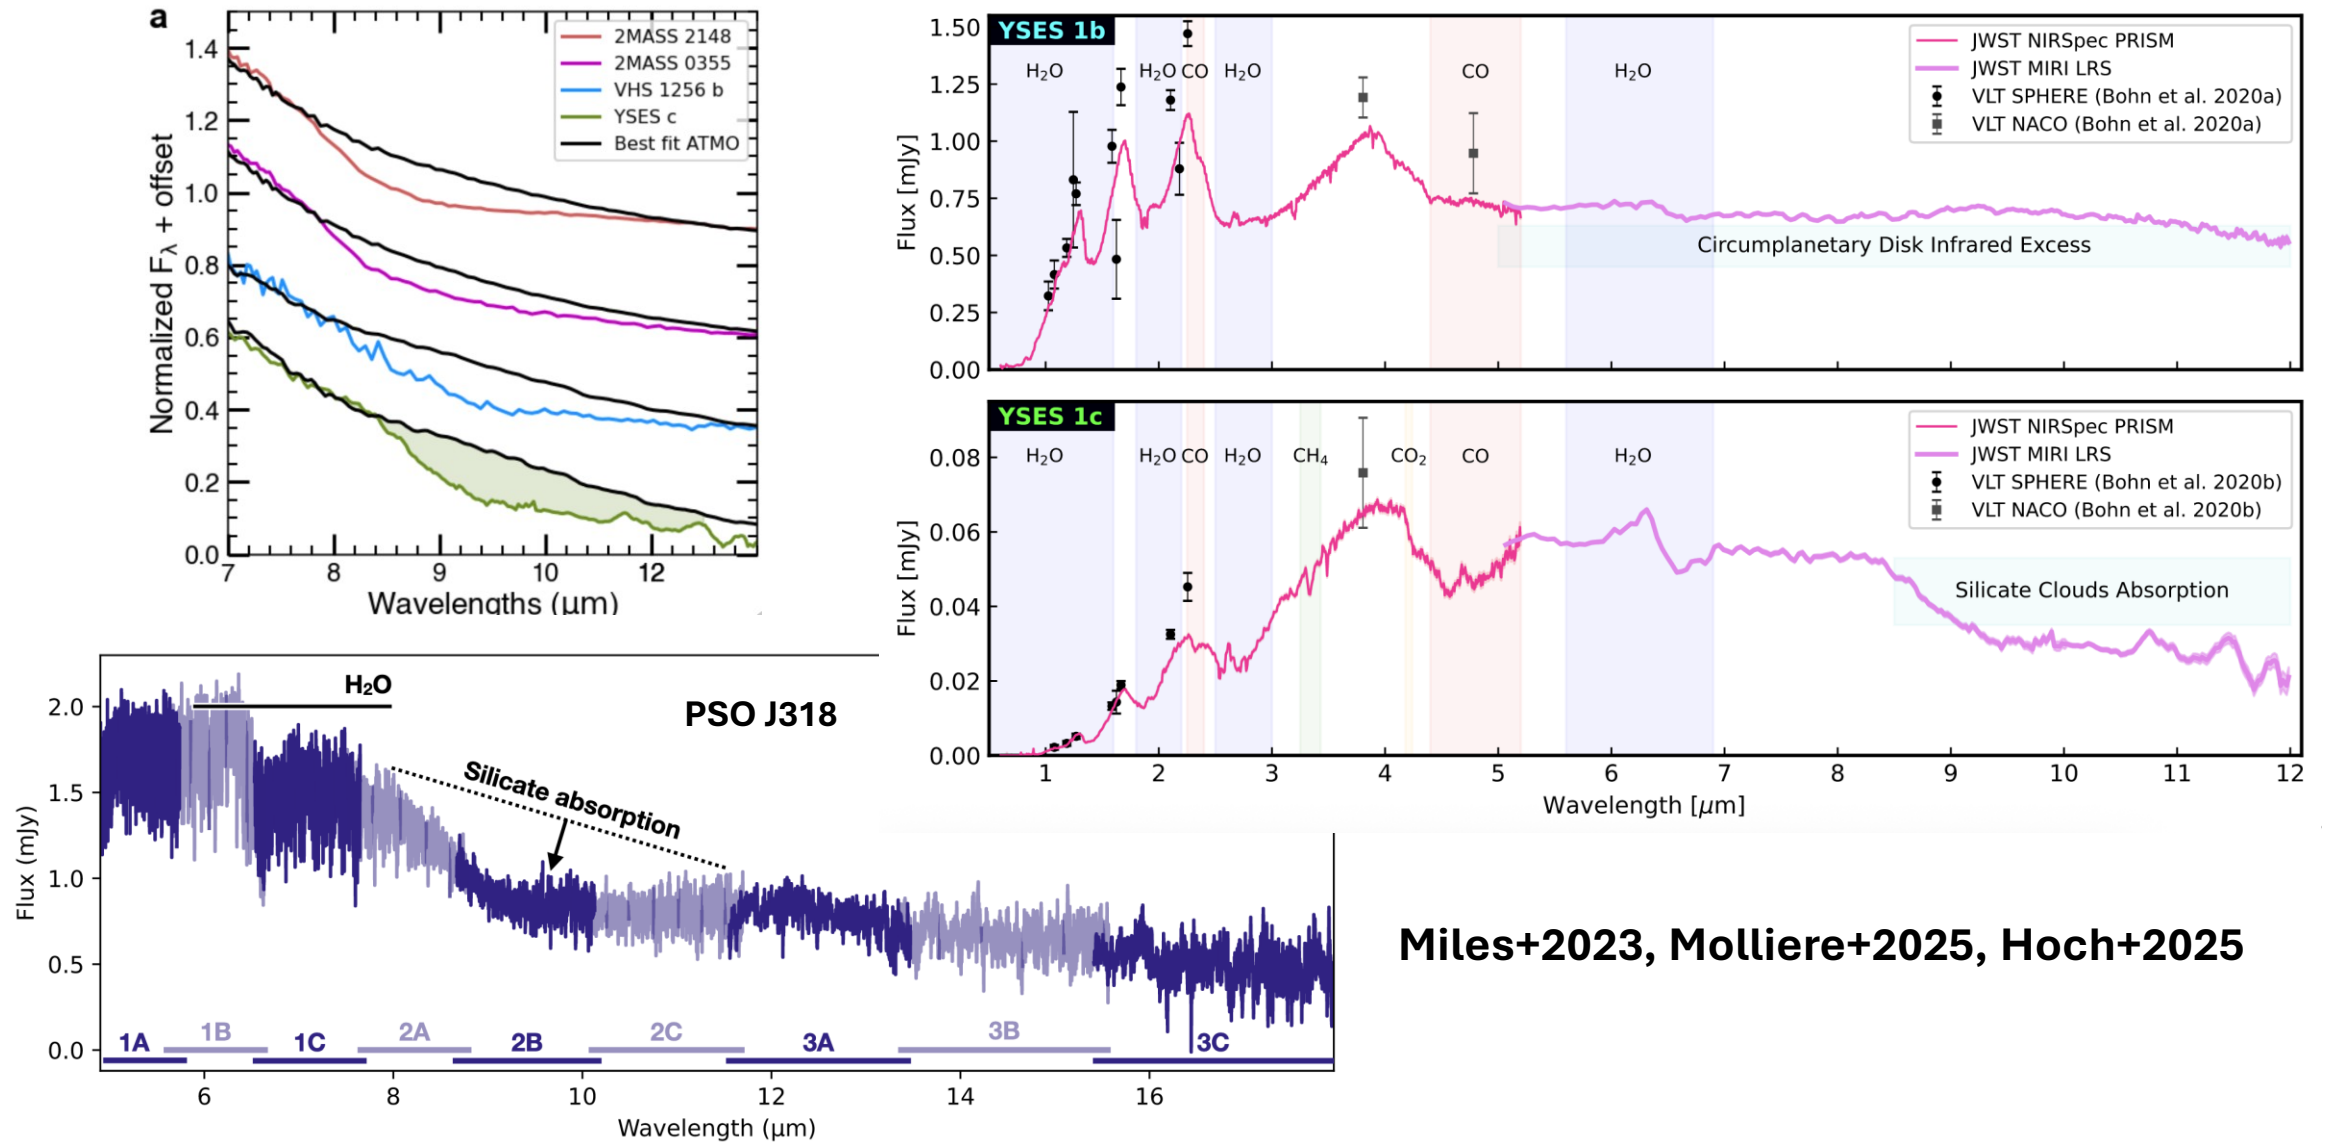 a
1.4
1.2
1.0
0.8
0.6
0.4
0.2
0.0
Normalized Fλ + offset
2MASS 2148
2MASS 0355
VHS 1256 b
YSES c
Best fit ATMO
7 8 9 10 12
Wavelengths (μm)
YSES 1b
1.50
1.25
1.00
0.75
0.50
0.25
0.00
Flux [mJy]
H₂O H₂O CO H₂O CO H₂O
JWST NIRSpec PRISM
JWST MIRI LRS
VLT SPHERE (Bohn et al. 2020a)
VLT NACO (Bohn et al. 2020a)
Circumplanetary Disk Infrared Excess
YSES 1c
0.08
0.06
0.04
0.02
0.00
Flux [mJy]
H₂O H₂O CO H₂O CH₄ CO₂ CO H₂O
JWST NIRSpec PRISM
JWST MIRI LRS
VLT SPHERE (Bohn et al. 2020b)
VLT NACO (Bohn et al. 2020b)
Silicate Clouds Absorption
1 2 3 4 5 6 7 8 9 10 11 12
Wavelength [μm]
H₂O
PSO J318
Silicate absorption
2.0
1.5
1.0
0.5
0.0
Flux (mJy)
1A 1B 1C 2A 2B 2C 3A 3B 3C
6 8 10 12 14 16
Wavelength (μm)
Miles+2023, Molliere+2025, Hoch+2025